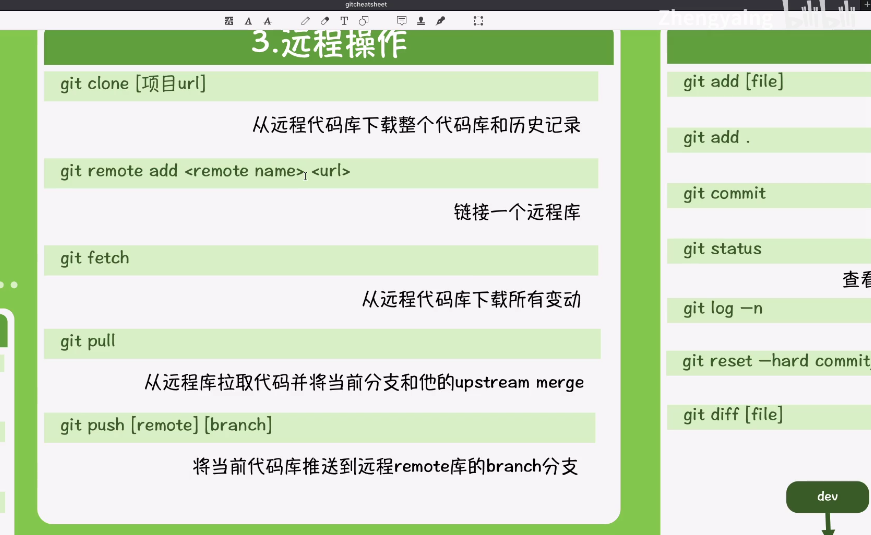 gitcheatsheet
Zhengyaing bilibili
3.远程操作
git clone [项目url]
从远程代码库下载整个代码库和历史记录
git remote add <remote name> <url>
链接一个远程库
git fetch
从远程代码库下载所有变动
git pull
从远程库拉取代码并将当前分支和他的upstream merge
git push [remote] [branch]
将当前代码库推送到远程remote库的branch分支
git add [file]
git add .
git commit
git status
查看
git log —n
git reset —hard commit_
git diff [file]
dev